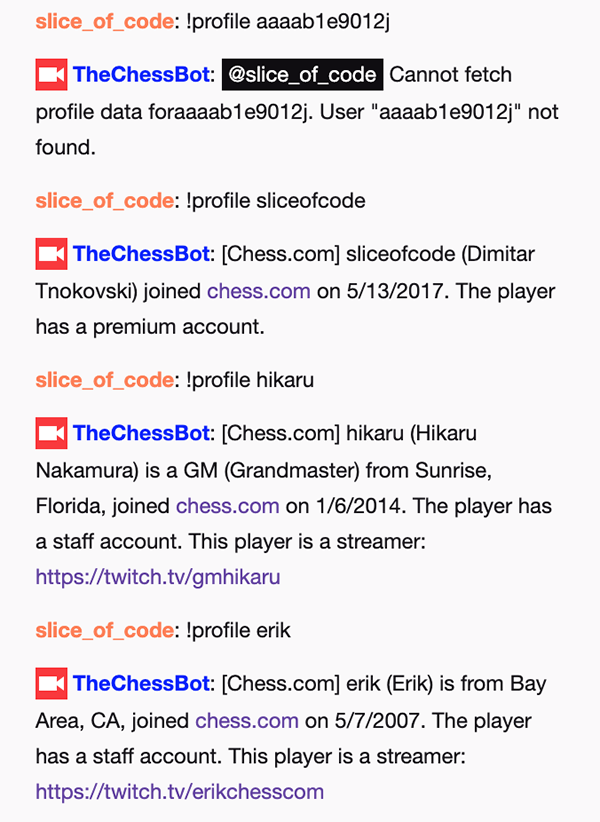 slice_of_code: !profile aaaab1e9012j
TheChessBot: @slice_of_code Cannot fetch
profile data foraaaab1e9012j. User "aaaab1e9012j" not
found.
slice_of_code: !profile sliceofcode
TheChessBot: [Chess.com] sliceofcode (Dimitar
Tnokovski) joined chess.com on 5/13/2017. The player
has a premium account.
slice_of_code: !profile hikaru
TheChessBot: [Chess.com] hikaru (Hikaru
Nakamura) is a GM (Grandmaster) from Sunrise,
Florida, joined chess.com on 1/6/2014. The player has
a staff account. This player is a streamer:
https://twitch.tv/gmhikaru
slice_of_code: !profile erik
TheChessBot: [Chess.com] erik (Erik) is from Bay
Area, CA, joined chess.com on 5/7/2007. The player
has a staff account. This player is a streamer:
https://twitch.tv/erikchesscom